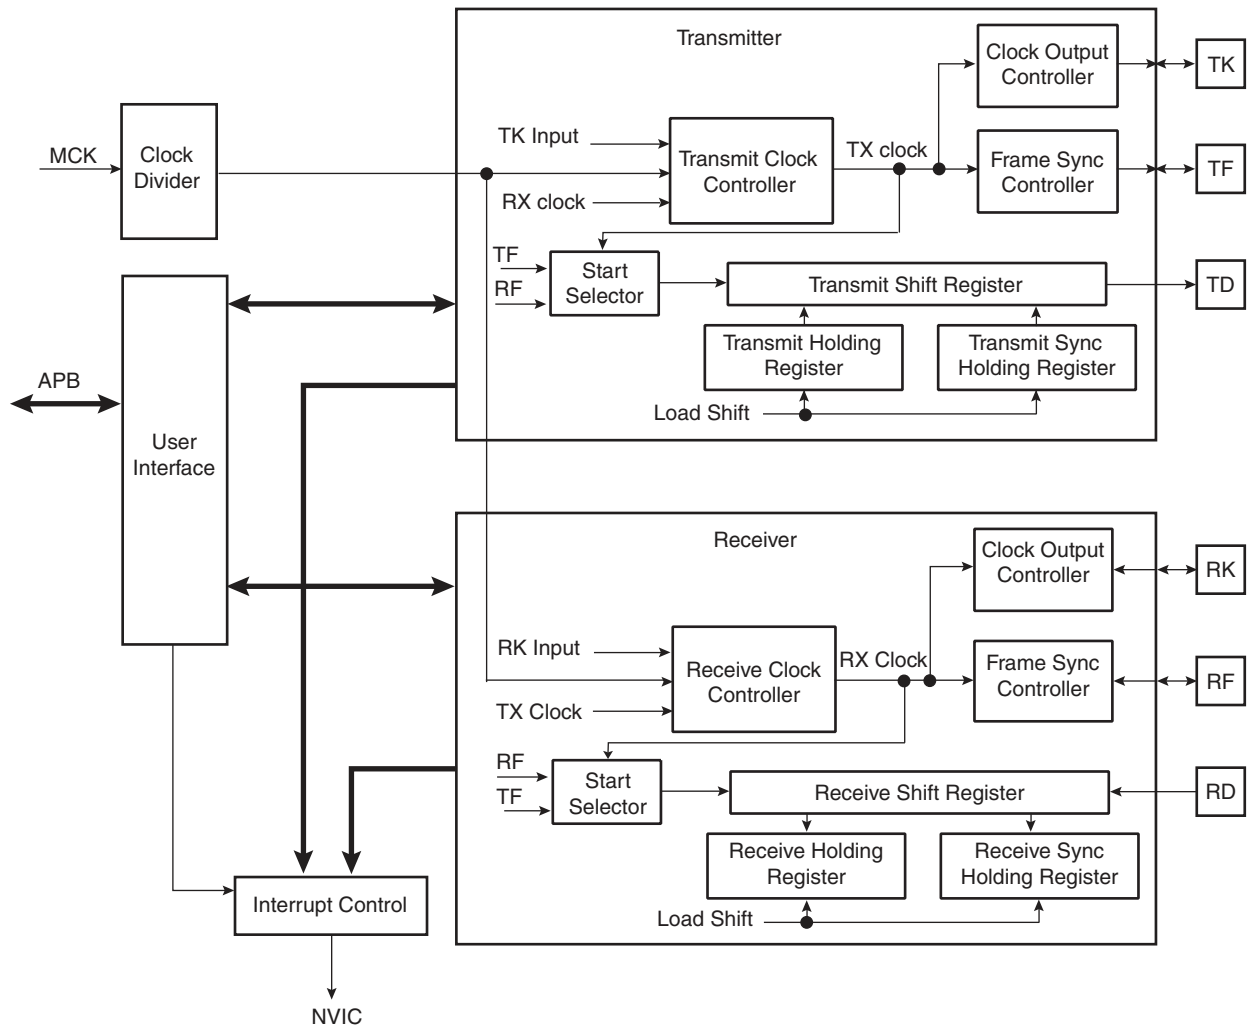 Transmitter
Clock Output
Controller
TK
MCK
Clock
Divider
TK Input
Transmit Clock
Controller
TX clock
Frame Sync
Controller
TF
RX clock
TF
RF
Start
Selector
Transmit Shift Register
TD
Transmit Holding
Register
Transmit Sync
Holding Register
Load Shift
APB
User
Interface
Receiver
Clock Output
Controller
RK
RK Input
Receive Clock
Controller
RX Clock
Frame Sync
Controller
RF
TX Clock
RF
TF
Start
Selector
Receive Shift Register
RD
Receive Holding
Register
Receive Sync
Holding Register
Load Shift
Interrupt Control
NVIC